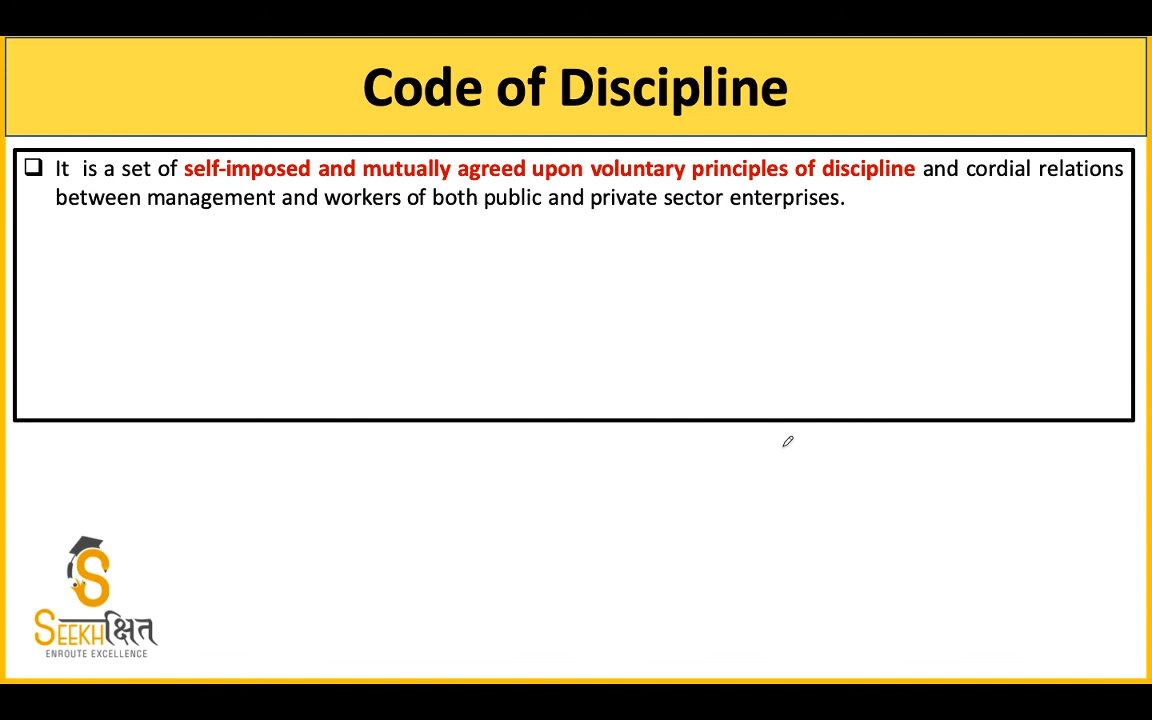 Code of Discipline
It is a set of self-imposed and mutually agreed upon voluntary principles of discipline and cordial relations
between management and workers of both public and private sector enterprises.
SEEKHक्षित
ENROUTE EXCELLENCE